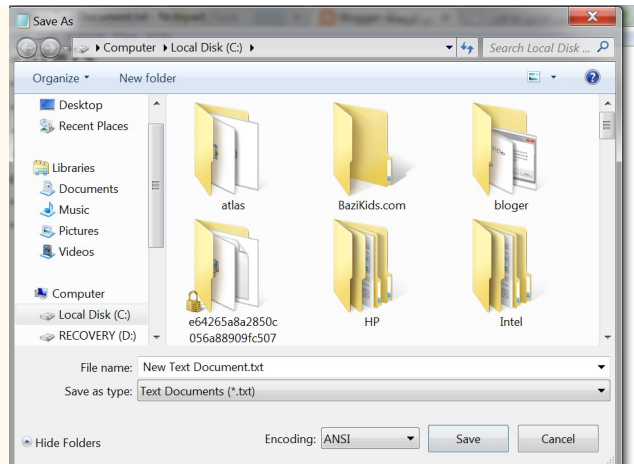 Save As
Computer
Local Disk (C:)
Search Local Disk ...
Organize
New folder
Desktop
Recent Places
Libraries
Documents
Music
Pictures
Videos
Computer
Local Disk (C:)
RECOVERY (D:)
atlas
BaziKids.com
bloger
e64265a8a2850c
056a88909fc507
HP
Intel
File name: New Text Document.txt
Save as type: Text Documents (*.txt)
Hide Folders
Encoding: ANSI
Save
Cancel